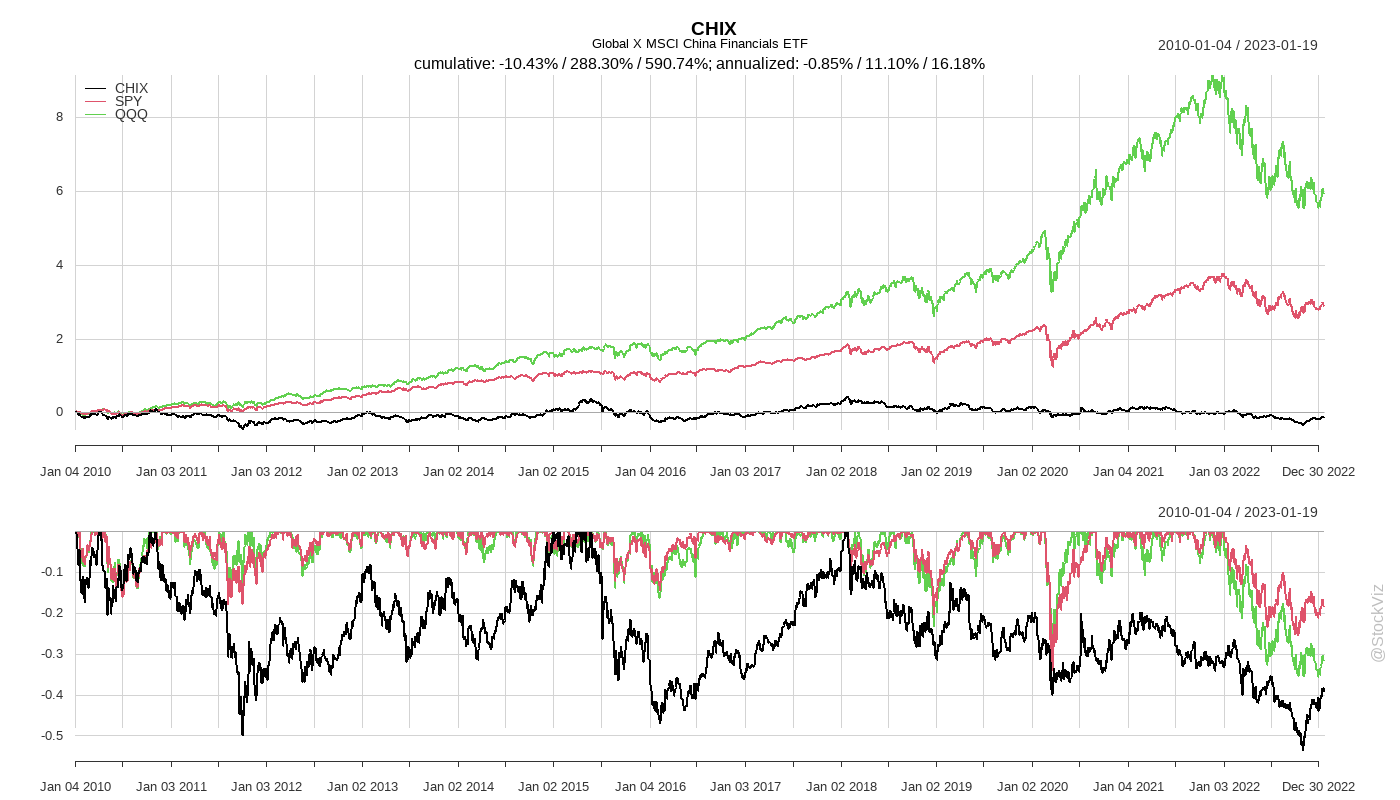 CHIX
Global X MSCI China Financials ETF
2010-01-04 / 2023-01-19
cumulative: -10.43% / 288.30% / 590.74%; annualized: -0.85% / 11.10% / 16.18%
CHIX
SPY
QQQ
8
6
4
2
0
Jan 04 2010 Jan 03 2011 Jan 03 2012 Jan 02 2013 Jan 02 2014 Jan 02 2015 Jan 04 2016 Jan 03 2017 Jan 02 2018 Jan 02 2019 Jan 02 2020 Jan 04 2021 Jan 03 2022 Dec 30 2022
2010-01-04 / 2023-01-19
-0.1
-0.2
-0.3
-0.4
-0.5
Jan 04 2010 Jan 03 2011 Jan 03 2012 Jan 02 2013 Jan 02 2014 Jan 02 2015 Jan 04 2016 Jan 03 2017 Jan 02 2018 Jan 02 2019 Jan 02 2020 Jan 04 2021 Jan 03 2022 Dec 30 2022
@StockViz